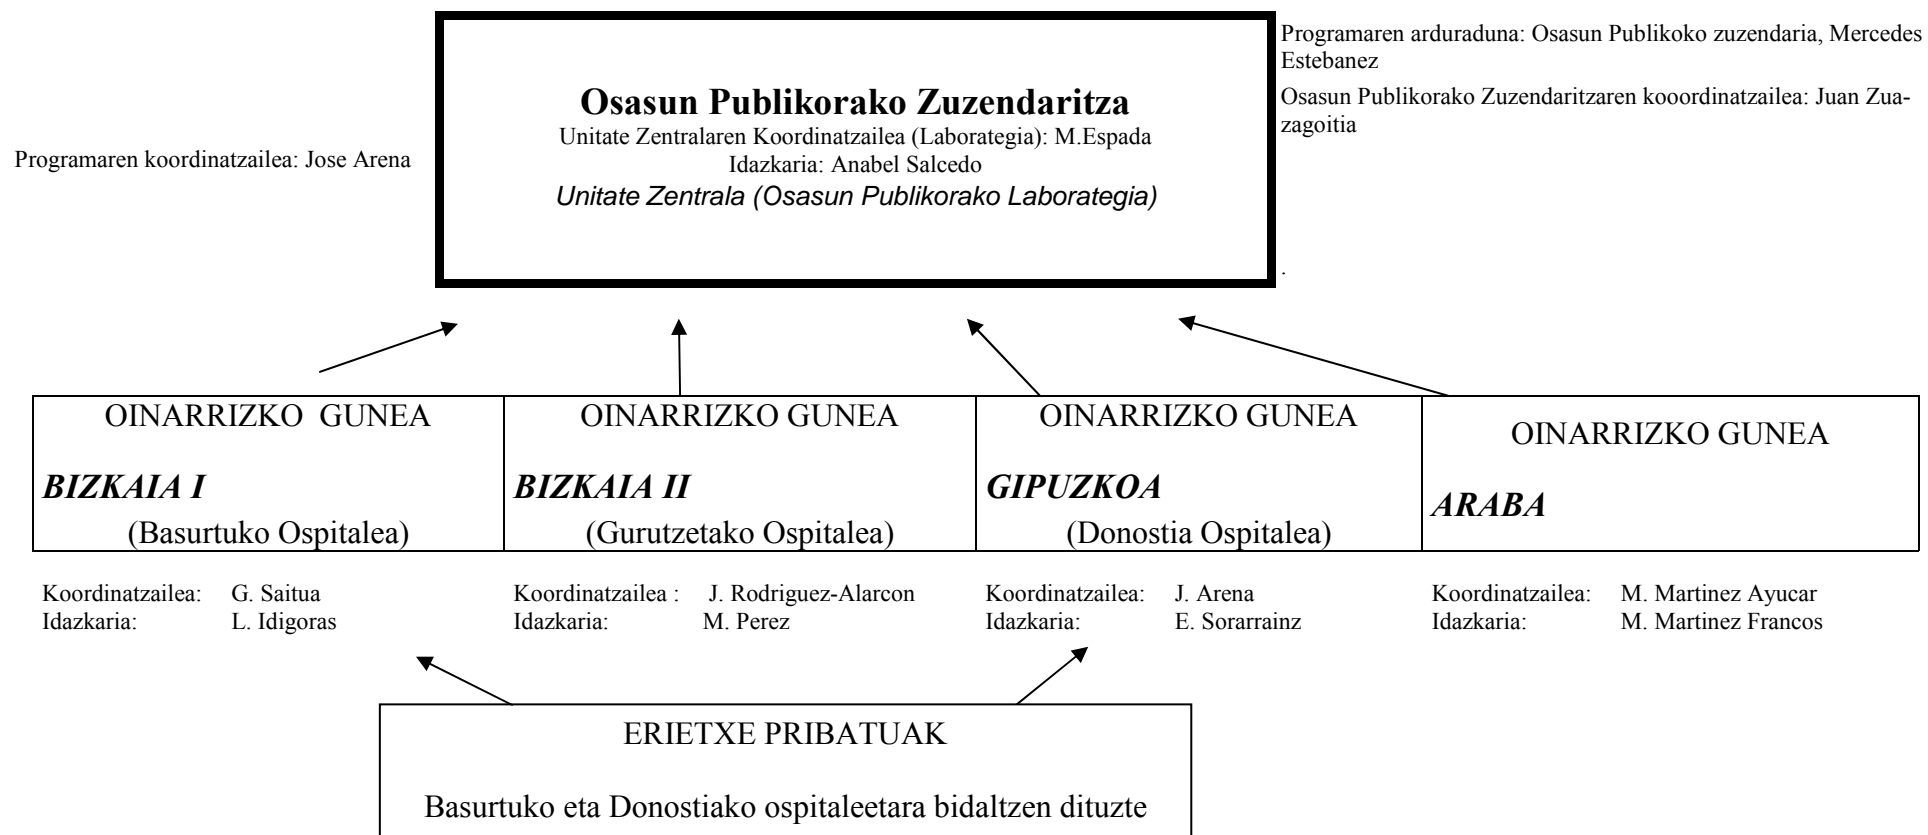 Programaren arduraduna: Osasun Publikoko zuzendaria, Mercedes
Estebanez
Osasun Publikorako Zuzendaritzaren kooordinatzailea: Juan Zua-
zagoitia
.
Programaren koordinatzailea: Jose Arena
Osasun Publikorako Zuzendaritza
Unitate Zentralaren Koordinatzailea (Laborategia): M.Espada
Idazkaria: Anabel Salcedo
Unitate Zentrala (Osasun Publikorako Laborategia)
OINARRIZKO GUNEA
BIZKAIA I
(Basurtuko Ospitalea)
OINARRIZKO GUNEA
BIZKAIA II
(Gurutzetako Ospitalea)
OINARRIZKO GUNEA
GIPUZKOA
(Donostia Ospitalea)
OINARRIZKO GUNEA
ARABA
Koordinatzailea: G. Saitua
Idazkaria: L. Idigoras
Koordinatzailea : J. Rodriguez-Alarcon
Idazkaria: M. Perez
Koordinatzailea: J. Arena
Idazkaria: E. Sorarrainz
Koordinatzailea: M. Martinez Ayucar
Idazkaria: M. Martinez Francos
ERIETXE PRIBATUAK
Basurtuko eta Donostiako ospitaleetara bidaltzen dituzte